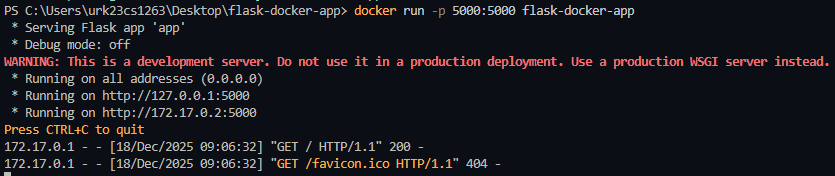 PS C:\Users\urk23cs1263\Desktop\flask-docker-app> docker run -p 5000:5000 flask-docker-app
 * Serving Flask app 'app'
 * Debug mode: off
WARNING: This is a development server. Do not use it in a production deployment. Use a production WSGI server instead.
 * Running on all addresses (0.0.0.0)
 * Running on http://127.0.0.1:5000
 * Running on http://172.17.0.2:5000
Press CTRL+C to quit
172.17.0.1 - - [18/Dec/2025 09:06:32] "GET / HTTP/1.1" 200 -
172.17.0.1 - - [18/Dec/2025 09:06:32] "GET /favicon.ico HTTP/1.1" 404 -